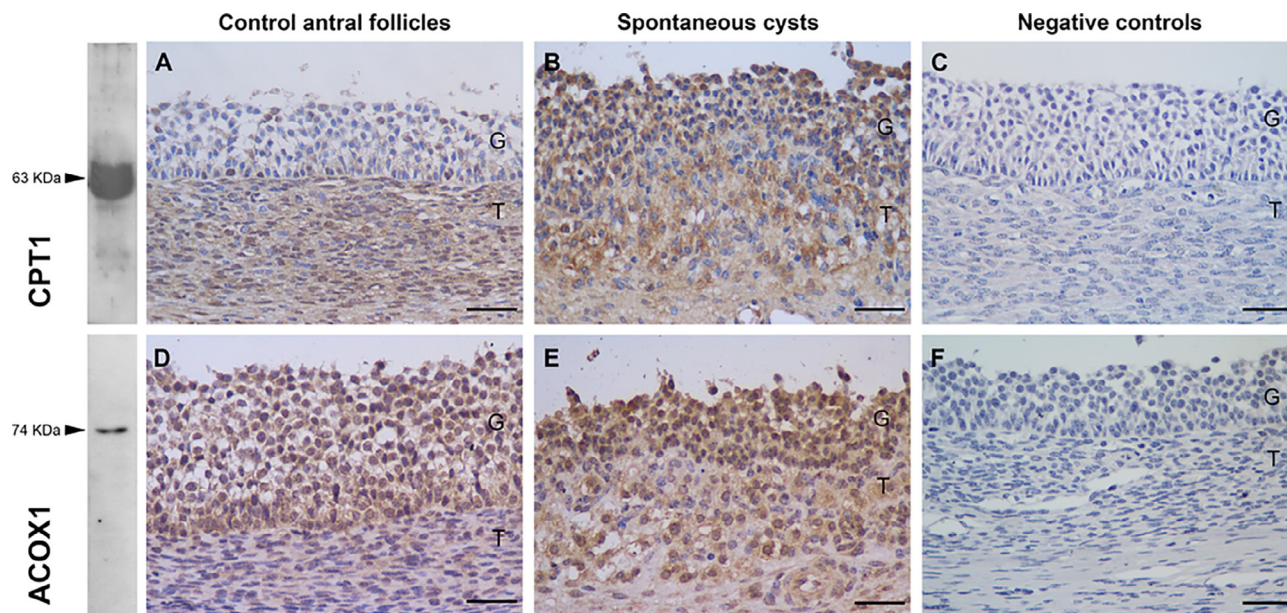 Control antral follicles
Spontaneous cysts
Negative controls
CPT1
63 KDa
A
G
T
B
G
T
C
G
T
ACOX1
74 KDa
D
G
T
E
G
T
F
G
T